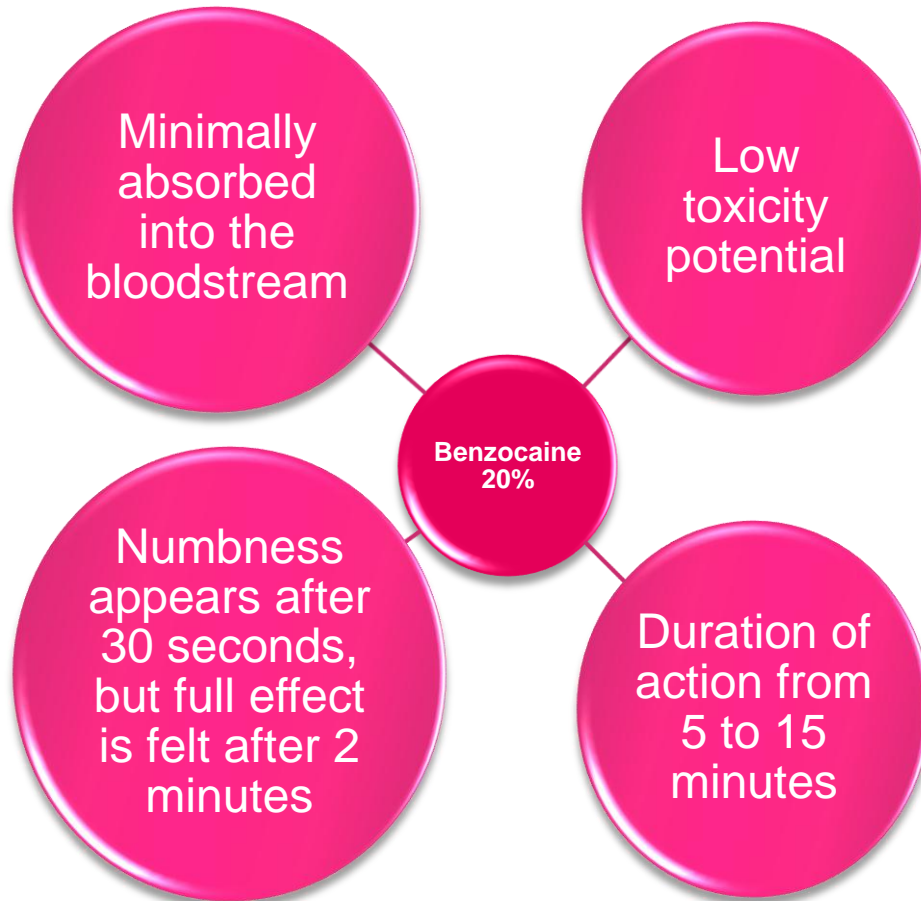 Minimally
absorbed
into the
bloodstream
Low
toxicity
potential
Benzocaine
20%
Numbness
appears after
30 seconds,
but full effect
is felt after 2
minutes
Duration of
action from
5 to 15
minutes